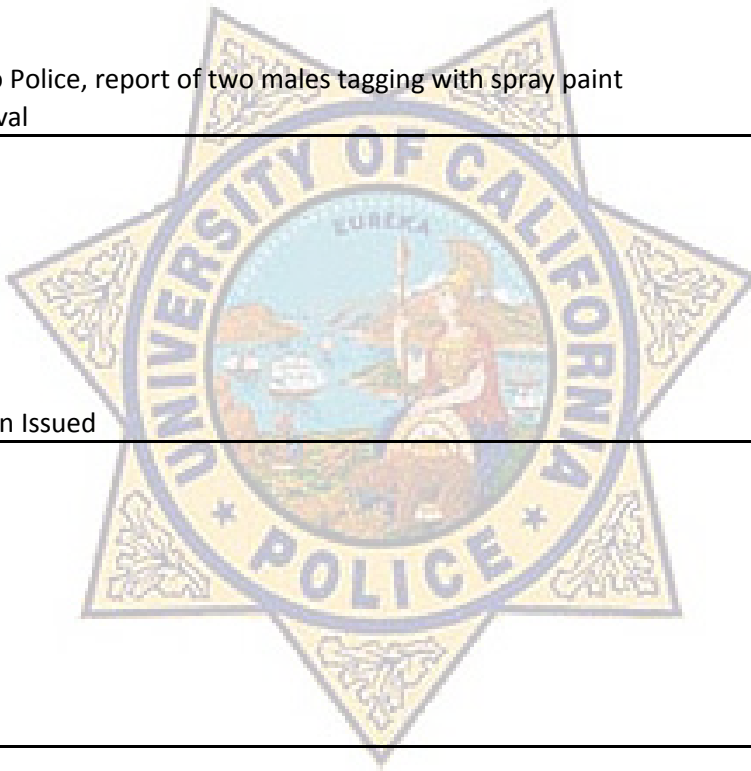 o Police, report of two males tagging with spray paint
val
UNIVERSITY OF CALIFORNIA
EUREKA
n Issued
* POLICE *